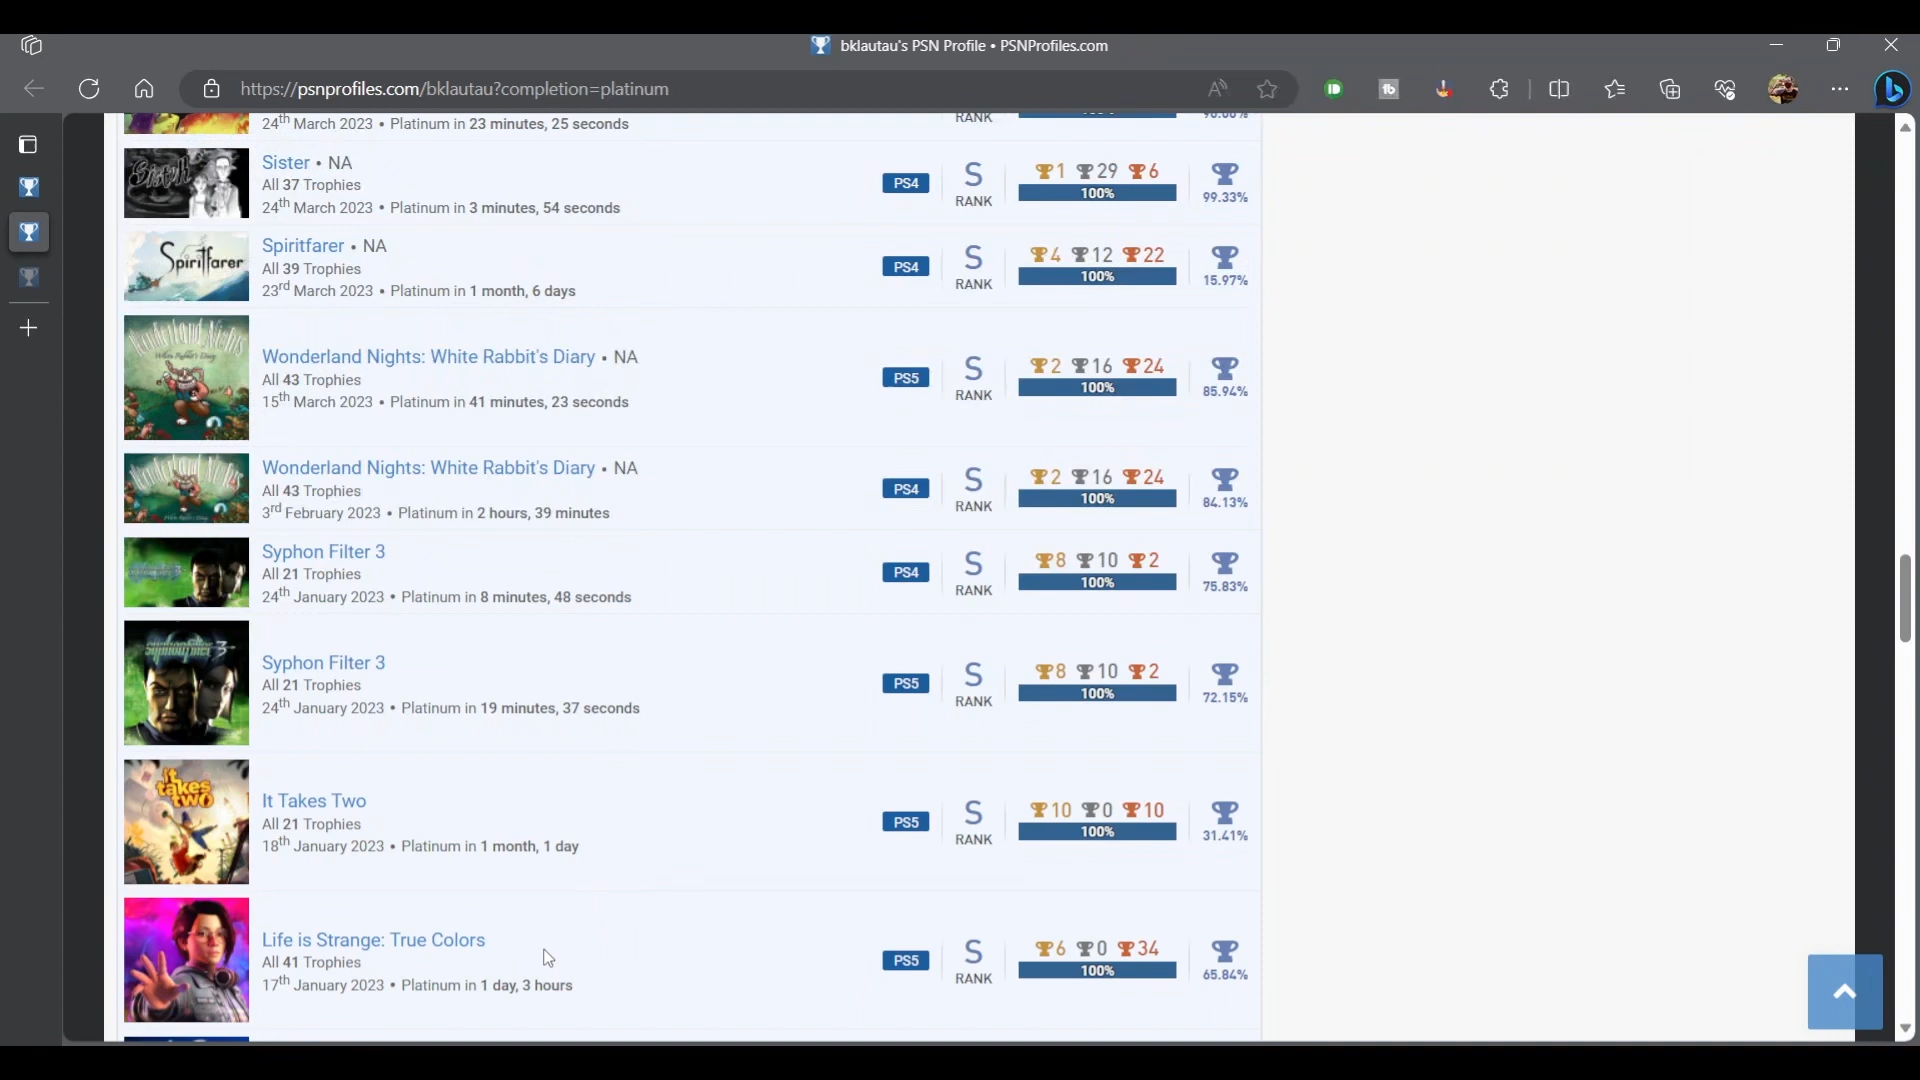 bklautau's PSN Profile • PSNProfiles.com
https://psnprofiles.com/bklautau?completion=platinum
24th March 2023 • Platinum in 23 minutes, 25 seconds
RANK
Sister • NA
All 37 Trophies
24th March 2023 • Platinum in 3 minutes, 54 seconds
PS4
S
RANK
1 29 6
100%
99.33%
Spiritfarer
Spiritfarer • NA
All 39 Trophies
23rd March 2023 • Platinum in 1 month, 6 days
PS4
S
RANK
4 12 22
100%
15.97%
Wonderland Nights
White Rabbit's Diary
Wonderland Nights: White Rabbit's Diary • NA
All 43 Trophies
15th March 2023 • Platinum in 41 minutes, 23 seconds
PS5
S
RANK
2 16 24
100%
85.94%
Wonderland Nights: White Rabbit's Diary • NA
All 43 Trophies
3rd February 2023 • Platinum in 2 hours, 39 minutes
PS4
S
RANK
2 16 24
100%
84.13%
Syphon Filter 3
All 21 Trophies
24th January 2023 • Platinum in 8 minutes, 48 seconds
PS4
S
RANK
8 10 2
100%
75.83%
Syphon Filter 3
All 21 Trophies
24th January 2023 • Platinum in 19 minutes, 37 seconds
PS5
S
RANK
8 10 2
100%
72.15%
it takes two
It Takes Two
All 21 Trophies
18th January 2023 • Platinum in 1 month, 1 day
PS5
S
RANK
10 0 10
100%
31.41%
Life is Strange: True Colors
All 41 Trophies
17th January 2023 • Platinum in 1 day, 3 hours
PS5
S
RANK
6 0 34
100%
65.84%